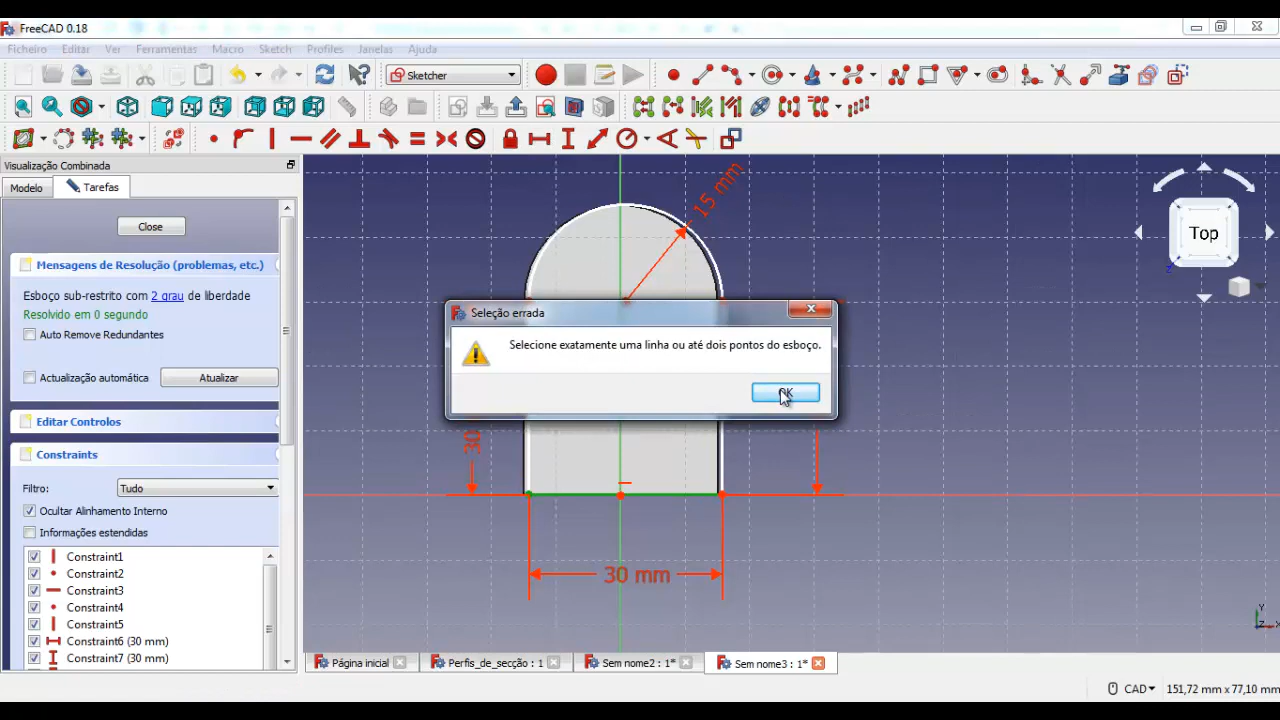 FreeCAD 0.18
Ficheiro Editar Ver Ferramentas Macro Sketch Profiles Janelas Ajuda
Sketcher
Visualização Combinada
Modelo Tarefas
Close
Mensagens de Resolução (problemas, etc.)
Esboço sub-restrito com 2 grau de liberdade
Resolvido em 0 segundo
Auto Remove Redundantes
Actualização automática Atualizar
Editar Controlos
Constraints
Filtro: Tudo
Ocultar Alinhamento Interno
Informações estendidas
Constraint1
Constraint2
Constraint3
Constraint4
Constraint5
Constraint6 (30 mm)
Constraint7 (30 mm)
15 mm
Top
Z
Seleção errada
Selecione exatamente uma linha ou até dois pontos do esboço.
OK
30
30 mm
Y
Z
X
Página inicial Perfis_de_secção : 1 Sem nome2 : 1* Sem nome3 : 1*
CAD 151,72 mm x 77,10 mm